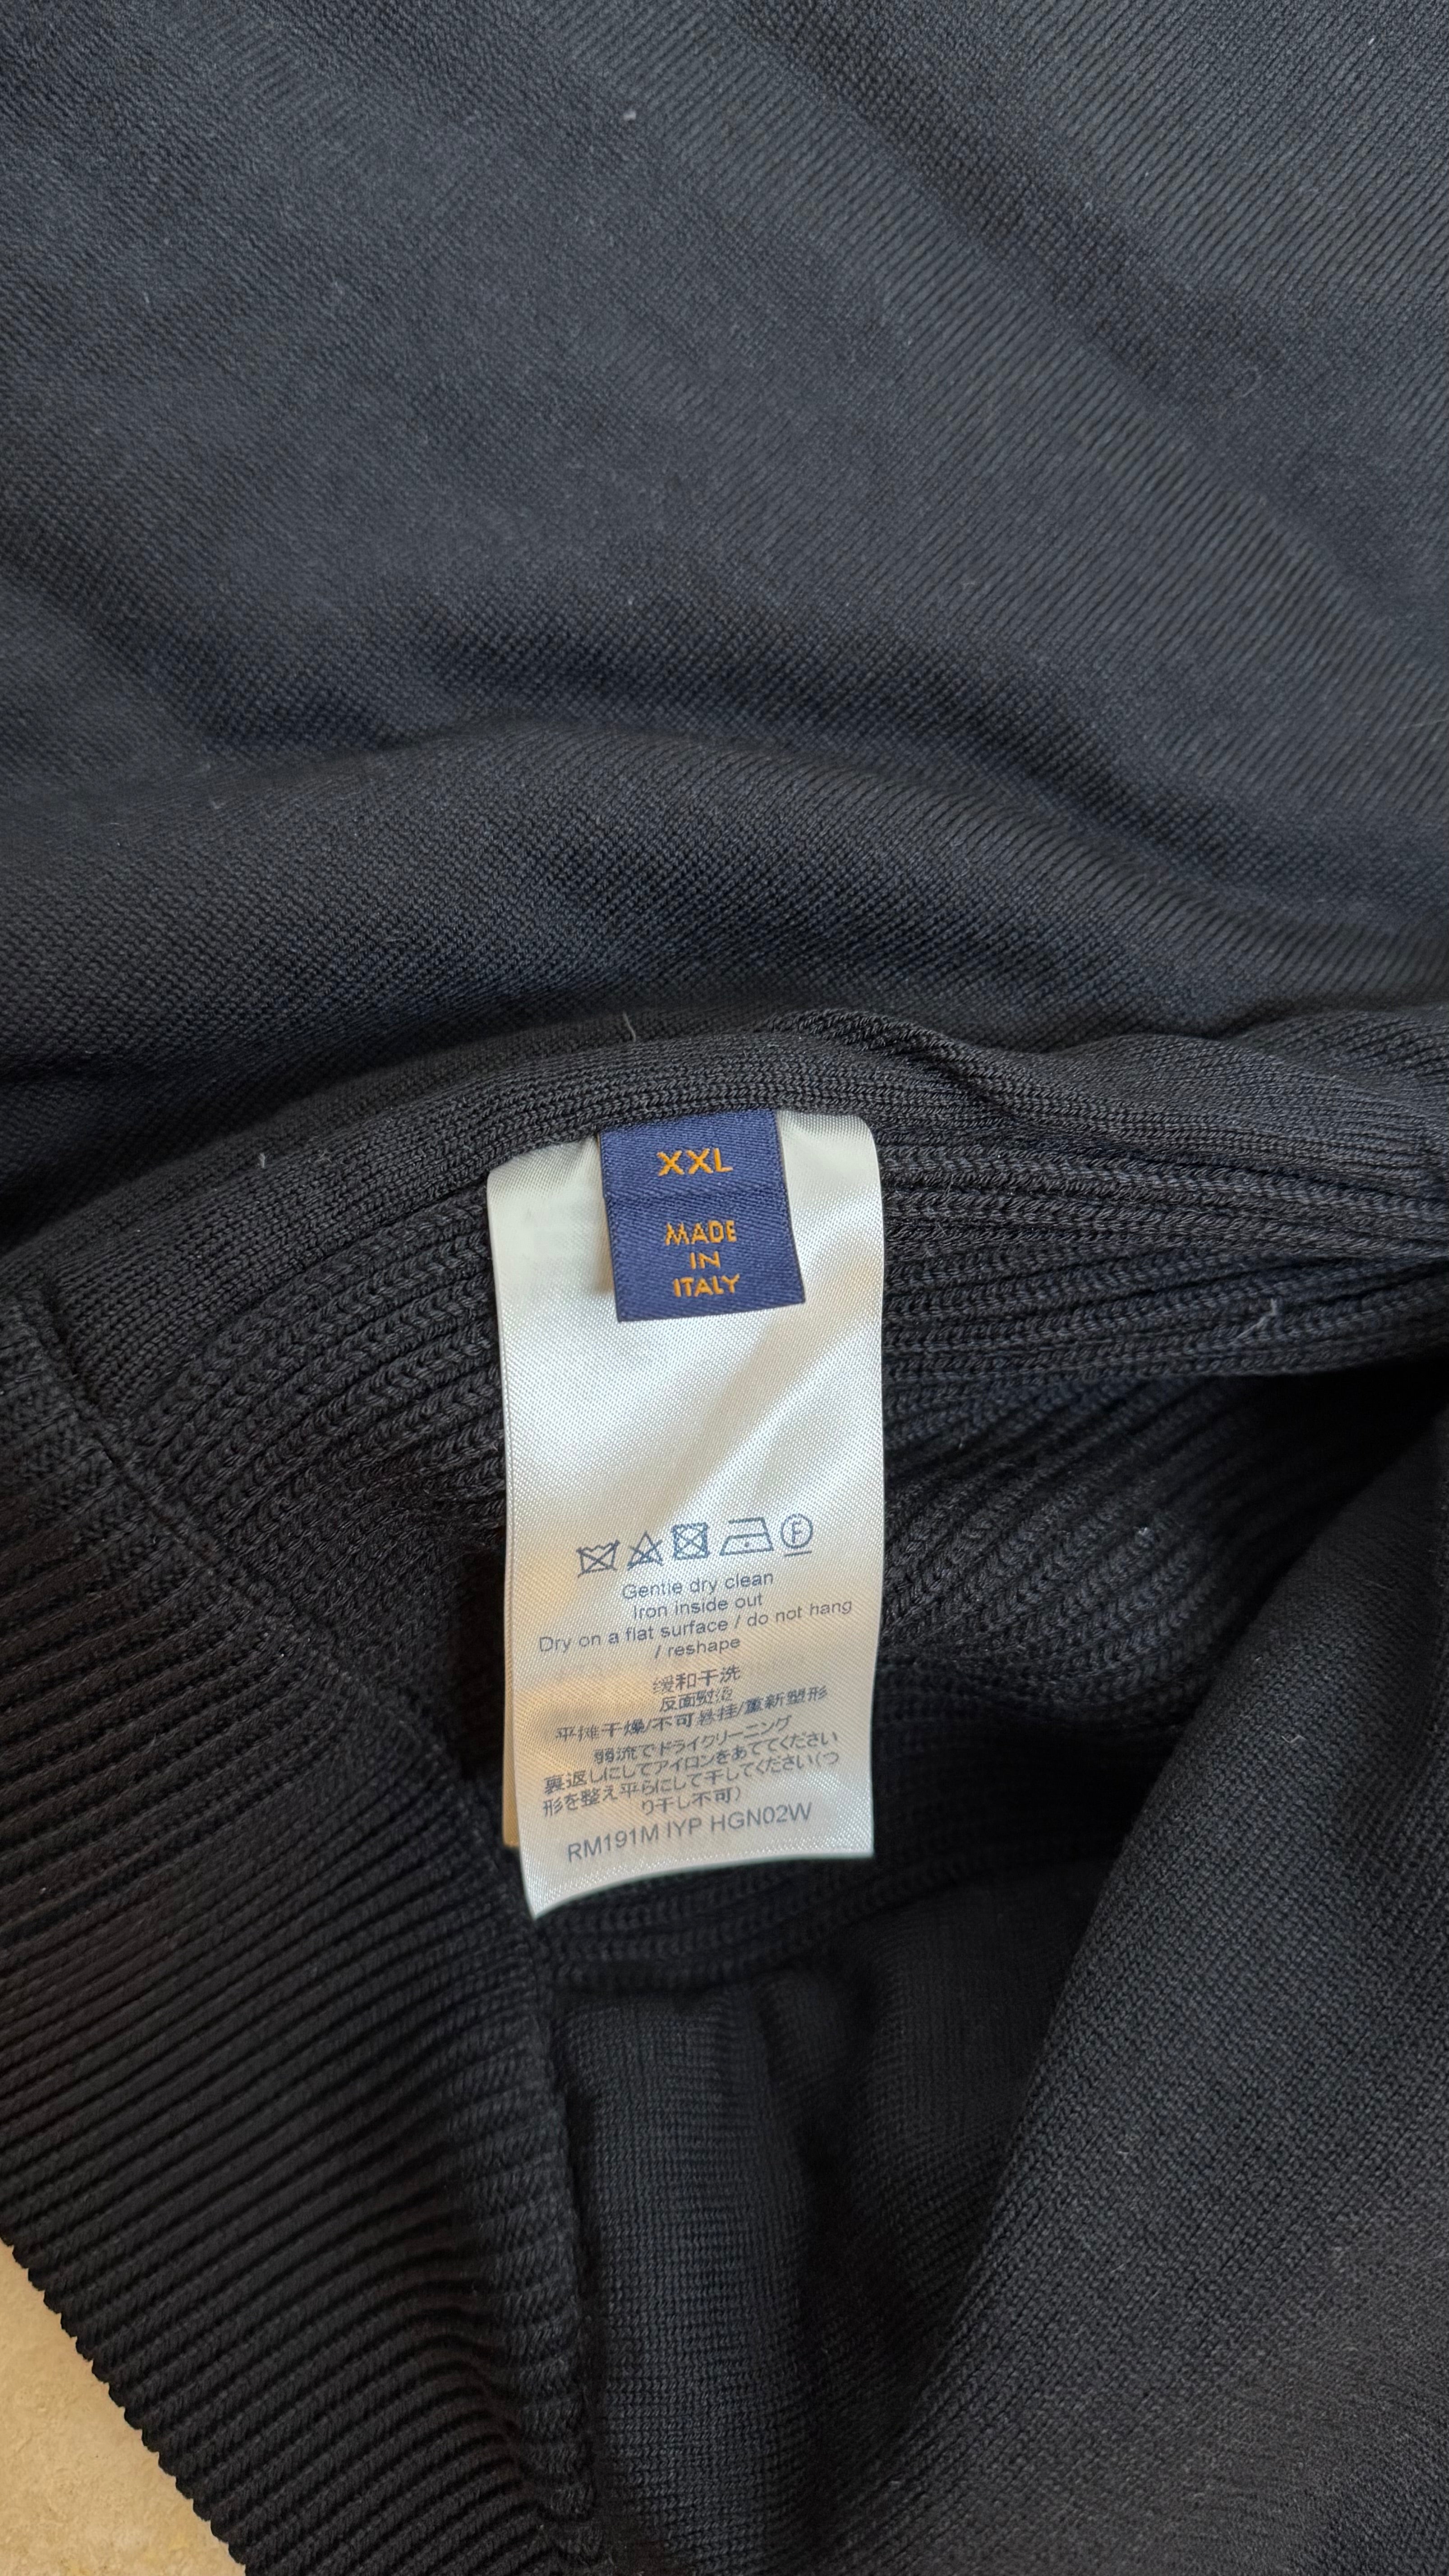 XXL
MADE
IN
ITALY
F
Gentle dry clean
Iron inside out
Dry on a flat surface / do not hang
/ reshape
缓和干洗
反面熨烫
平摊干燥/不可悬挂/重新塑形
弱流でドライクリーニング
裏返しにしてアイロンをあててください
形を整え平らにして干してください(つ
り干し不可)
RM191M IYP HGN02W